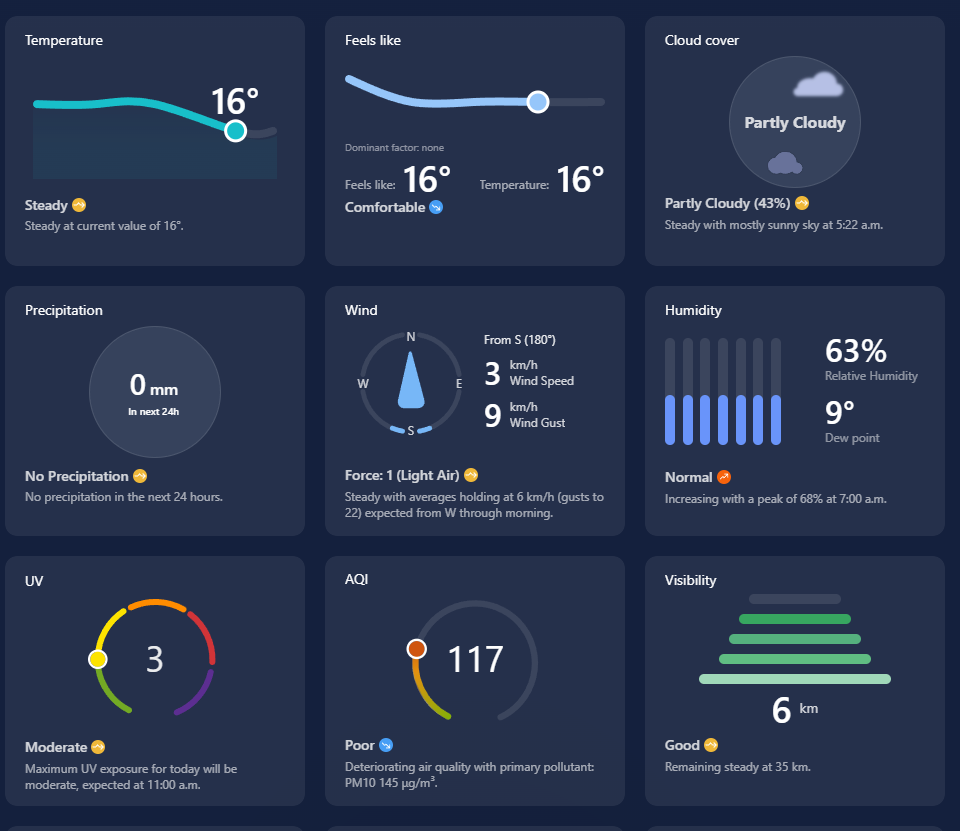 Temperature
16°
Steady
Steady at current value of 16°.
Feels like
Dominant factor: none
Feels like: 16° Temperature: 16°
Comfortable
Cloud cover
Partly Cloudy
Partly Cloudy (43%)
Steady with mostly sunny sky at 5:22 a.m.
Precipitation
0 mm
In next 24h
No Precipitation
No precipitation in the next 24 hours.
Wind
N
W E
S
From S (180°)
3 km/h
Wind Speed
9 km/h
Wind Gust
Force: 1 (Light Air)
Steady with averages holding at 6 km/h (gusts to
22) expected from W through morning.
Humidity
63%
Relative Humidity
9°
Dew point
Normal
Increasing with a peak of 68% at 7:00 a.m.
UV
3
Moderate
Maximum UV exposure for today will be
moderate, expected at 11:00 a.m.
AQI
117
Poor
Deteriorating air quality with primary pollutant:
PM10 145 µg/m³.
Visibility
6 km
Good
Remaining steady at 35 km.